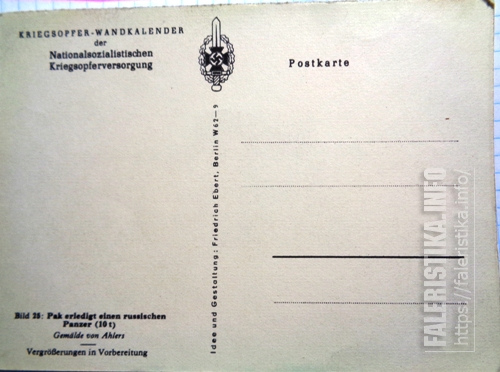 KRIEGSOPFER-WANDKALENDER
der
Nationalsozialistischen
Kriegsopferversorgung
Postkarte
Idee und Gestaltung: Friedrich Ebert, Berlin W 62—9
Bild 25: Pak erledigt einen russischen
Panzer (10 t)
Gemälde von Ahlers
Vergrößerungen in Vorbereitung
FALERISTIKA.INFO
https://faleristika.info/